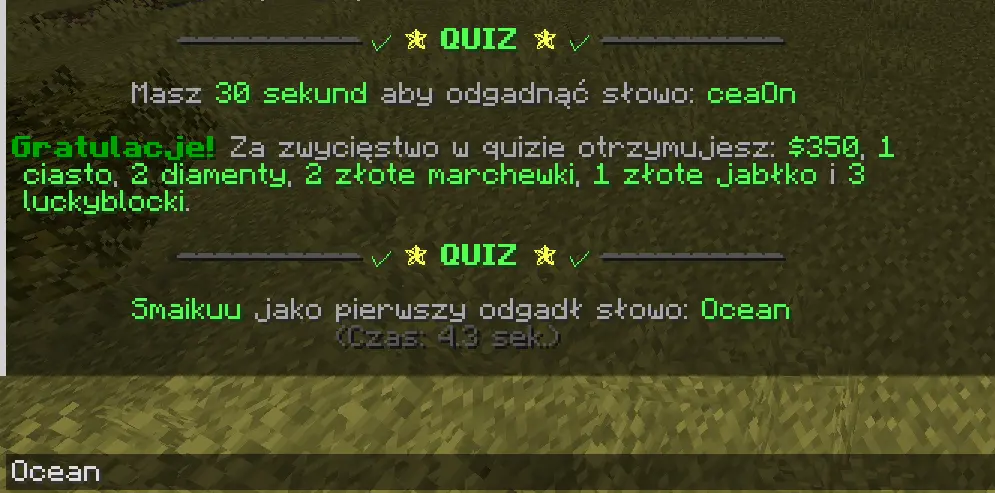 ✓ ★ QUIZ ★ ✓
Masz 30 sekund aby odgadnąć słowo: ceaOn
Gratulacje! Za zwycięstwo w quizie otrzymujesz: $350, 1
ciasto, 2 diamenty, 2 złote marchewki, 1 złote jabłko i 3
luckyblocki.
✓ ★ QUIZ ★ ✓
Smaikuu jako pierwszy odgadł słowo: Ocean
(Czas: 4.3 sek.)
Ocean